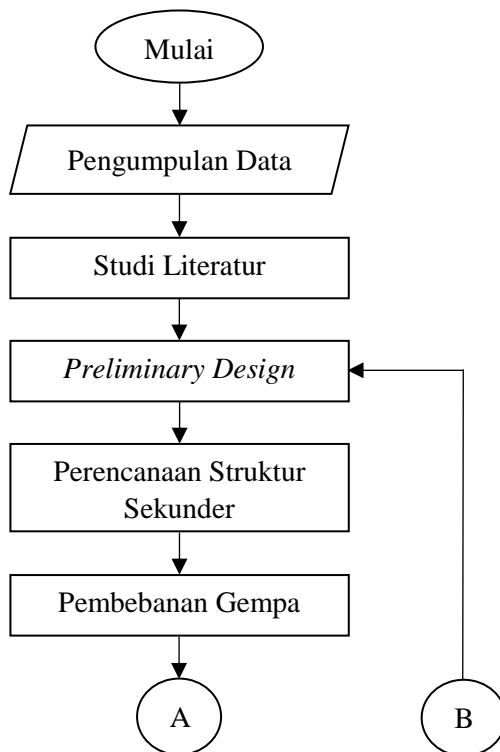 Mulai
Pengumpulan Data
Studi Literatur
Preliminary Design
Perencanaan Struktur
Sekunder
Pembebanan Gempa
A
B